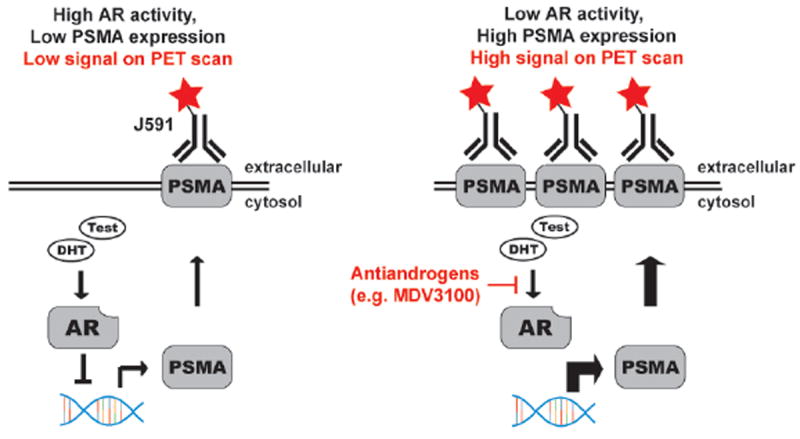 High AR activity,
Low PSMA expression
Low signal on PET scan
J591
PSMA
extracellular
cytosol
Test
DHT
AR
PSMA
Low AR activity,
High PSMA expression
High signal on PET scan
PSMA
PSMA
PSMA
extracellular
cytosol
Test
DHT
Antiandrogens
(e.g. MDV3100)
AR
PSMA